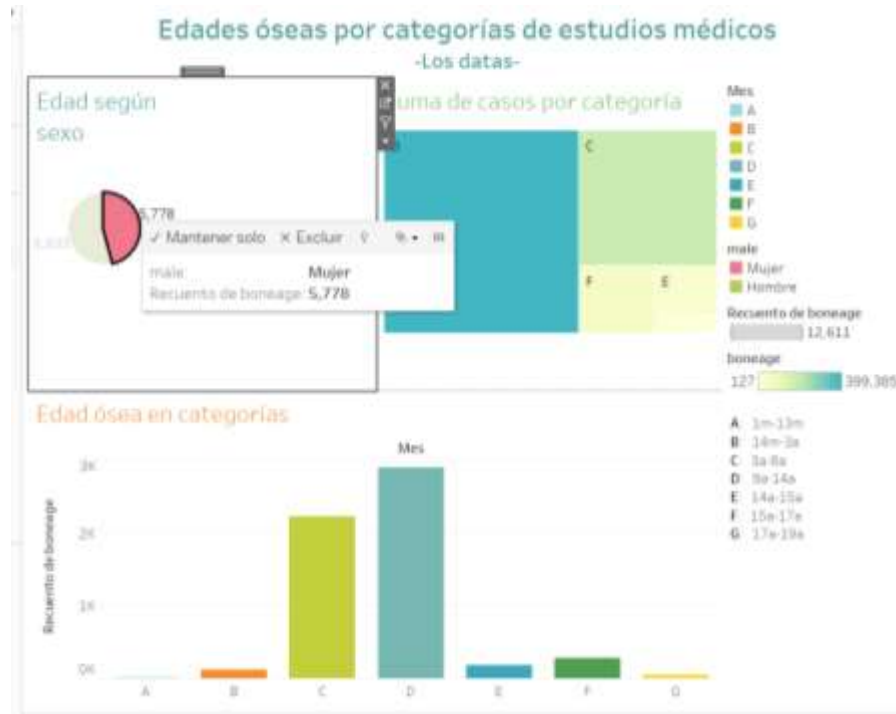 Edades óseas por categorías de estudios médicos
-Los datas-
Edad según
sexo
uma de casos por categoría
C
F
E
5,778
Mantener solo
Excluir
male
Mujer
Recuento de boneage:
5,778
Mes
A
B
C
D
E
F
G
male
Mujer
Hombre
Recuento de boneage
12,611
boneage
127
399,385
A 1m-13m
B 14m-3a
C 3a-8a
D 9a-14a
E 14a-15a
F 15a-17a
G 17a-19a
Edad ósea en categorías
Mes
Recuento de boneage
3K
2K
1K
0K
A
B
C
D
E
F
G